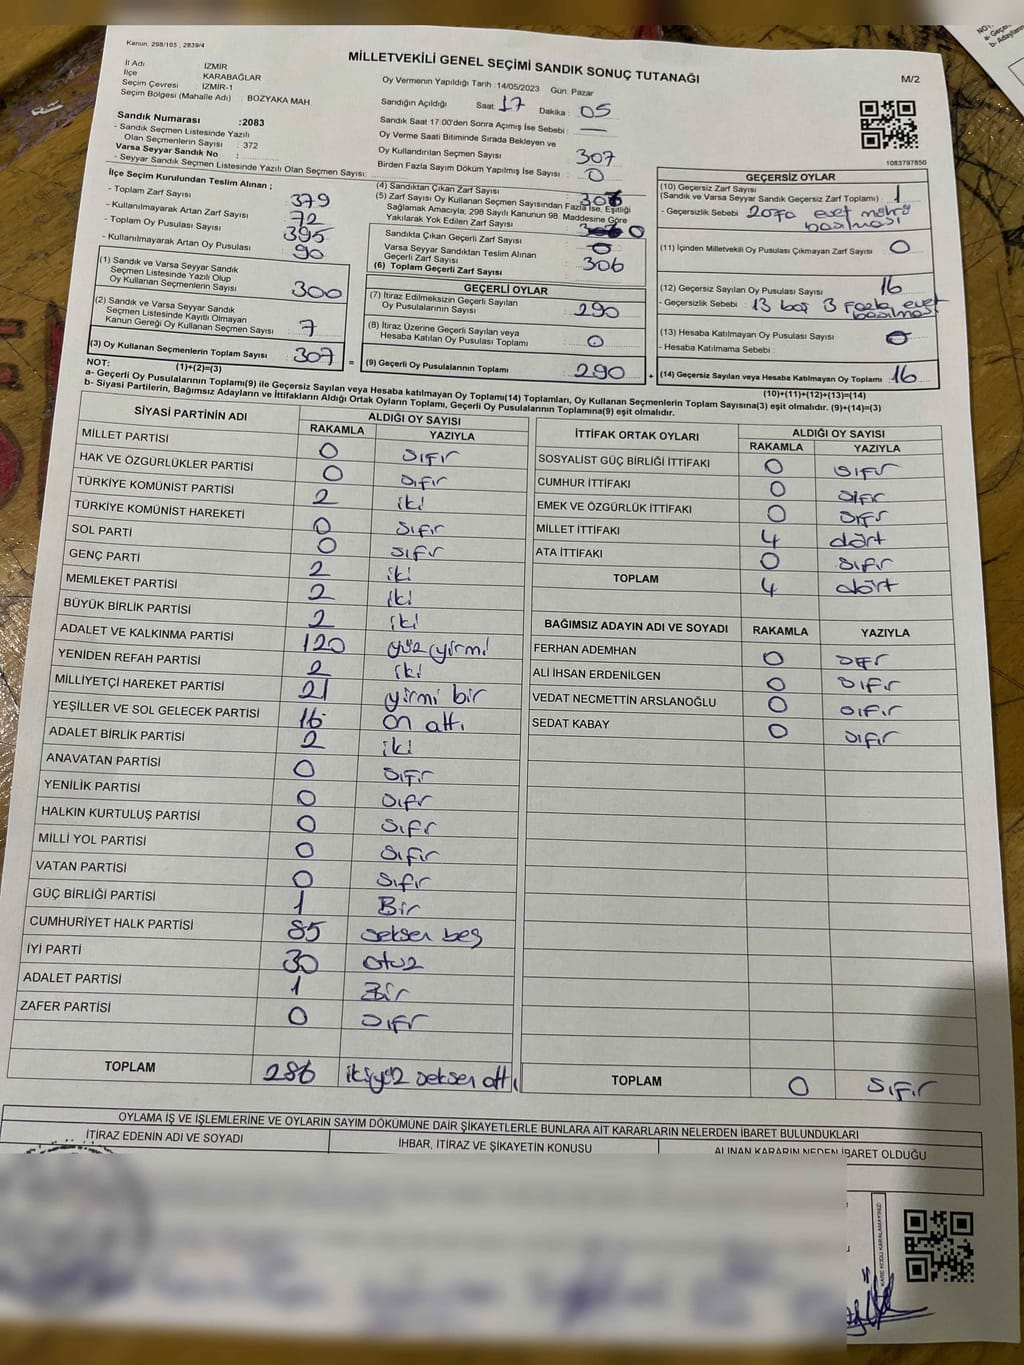 Kanun: 298/105 , 2839/4
MİLLETVEKİLİ GENEL SEÇİMİ SANDIK SONUÇ TUTANAĞI
M/2
İl Adı : İZMİR
İlçe KARABAĞLAR
Seçim Çevresi : İZMİR-1
Seçim Bölgesi (Mahalle Adı) : BOZYAKA MAH.
Sandık Numarası :2083
- Sandık Seçmen Listesinde Yazılı
Olan Seçmenlerin Sayısı : 372
Varsa Seyyar Sandık No :
- Seyyar Sandık Seçmen Listesinde Yazılı Olan Seçmen Sayısı:
Oy Vermenin Yapıldığı Tarih :14/05/2023 Gün: Pazar
Sandığın Açıldığı Saat: 17 Dakika : 05
Sandık Saat 17:00'den Sonra Açımış İse Sebebi : —
Oy Verme Saati Bitiminde Sırada Bekleyen ve
Oy Kullandırılan Seçmen Sayısı : 307
Birden Fazla Sayım Döküm Yapılmış İse Sayısı : 0
1083797850
İlçe Seçim Kurulundan Teslim Alınan ;
- Toplam Zarf Sayısı : 379
- Kullanılmayarak Artan Zarf Sayısı : 72
- Toplam Oy Pusulası Sayısı : 395
- Kullanılmayarak Artan Oy Pusulası : 90
(1) Sandık ve Varsa Seyyar Sandık
Seçmen Listesinde Yazılı Olup
Oy Kullanan Seçmenlerin Sayısı : 300
(2) Sandık ve Varsa Seyyar Sandık
Seçmen Listesinde Kayıtlı Olmayan
Kanun Gereği Oy Kullanan Seçmen Sayısı : 7
(3) Oy Kullanan Seçmenlerin Toplam Sayısı : 307
(1)+(2)=(3)
(4) Sandıktan Çıkan Zarf Sayısı : 306
(5) Zarf Sayısı Oy Kullanan Seçmen Sayısından Fazla İse, Eşitliği
Sağlamak Amacıyla; 298 Sayılı Kanunun 98. Maddesine Göre
Yakılarak Yok Edilen Zarf Sayısı : 0
Sandıkta Çıkan Geçerli Zarf Sayısı :
Varsa Seyyar Sandıktan Teslim Alınan
Geçerli Zarf Sayısı : 0
(6) Toplam Geçerli Zarf Sayısı : 306
GEÇERLİ OYLAR
(7) İtiraz Edilmeksizin Geçerli Sayılan
Oy Pusulalarının Sayısı : 290
(8) İtiraz Üzerine Geçerli Sayılan veya
Hesaba Katılan Oy Pusulası Toplamı : 0
= (9) Geçerli Oy Pusulalarının Toplamı : 290
GEÇERSİZ OYLAR
(10) Geçersiz Zarf Sayısı
(Sandık ve Varsa Seyyar Sandık Geçersiz Zarf Toplamı) : 1
- Geçersizlik Sebebi : evet mührü
basılması
(11) İçinden Milletvekili Oy Pusulası Çıkmayan Zarf Sayısı : 0
(12) Geçersiz Sayılan Oy Pusulası Sayısı : 16
- Geçersizlik Sebebi : 13 boş 3 fazla evet
basılması
(13) Hesaba Katılmayan Oy Pusulası Sayısı : 0
- Hesaba Katılmama Sebebi :
+ (14) Geçersiz Sayılan veya Hesaba Katılmayan Oy Toplamı : 16
(10)+(11)+(12)+(13)=(14)
NOT:
a- Geçerli Oy Pusulalarının Toplamı(9) ile Geçersiz Sayılan veya Hesaba katılmayan Oy Toplamı(14) Toplamları, Oy Kullanan Seçmenlerin Toplam Sayısına(3) eşit olmalıdır. (9)+(14)=(3)
b- Siyasi Partilerin, Bağımsız Adayların ve İttifakların Aldığı Ortak Oyların Toplamı, Geçerli Oy Pusulalarının Toplamına(9) eşit olmalıdır.
SİYASİ PARTİNİN ADI ALDIĞI OY SAYISI
RAKAMLA YAZIYLA
MİLLET PARTİSİ 0 sıfır
HAK VE ÖZGÜRLÜKLER PARTİSİ 0 sıfır
TÜRKİYE KOMÜNİST PARTİSİ 2 iki
TÜRKİYE KOMÜNİST HAREKETİ 0 sıfır
SOL PARTİ 0 sıfır
GENÇ PARTİ 2 iki
MEMLEKET PARTİSİ 2 iki
BÜYÜK BİRLİK PARTİSİ 2 iki
ADALET VE KALKINMA PARTİSİ 120 yüz yirmi
YENİDEN REFAH PARTİSİ 2 iki
MİLLİYETÇİ HAREKET PARTİSİ 21 yirmi bir
YEŞİLLER VE SOL GELECEK PARTİSİ 16 on altı
ADALET BİRLİK PARTİSİ 2 iki
ANAVATAN PARTİSİ 0 sıfır
YENİLİK PARTİSİ 0 sıfır
HALKIN KURTULUŞ PARTİSİ 0 sıfır
MİLLİ YOL PARTİSİ 0 sıfır
VATAN PARTİSİ 0 sıfır
GÜÇ BİRLİĞİ PARTİSİ 1 Bir
CUMHURİYET HALK PARTİSİ 85 seksen beş
İYİ PARTİ 30 otuz
ADALET PARTİSİ 1 Bir
ZAFER PARTİSİ 0 sıfır
TOPLAM 286 ikiyüz seksen altı
İTTİFAK ORTAK OYLARI ALDIĞI OY SAYISI
RAKAMLA YAZIYLA
SOSYALİST GÜÇ BİRLİĞİ İTTİFAKI 0 sıfır
CUMHUR İTTİFAKI 0 sıfır
EMEK VE ÖZGÜRLÜK İTTİFAKI 0 sıfır
MİLLET İTTİFAKI 4 dört
ATA İTTİFAKI 0 sıfır
TOPLAM 4 dört
BAĞIMSIZ ADAYIN ADI VE SOYADI RAKAMLA YAZIYLA
FERHAN ADEMHAN 0 sıfır
ALİ İHSAN ERDENİLGEN 0 sıfır
VEDAT NECMETTİN ARSLANOĞLU 0 sıfır
SEDAT KABAY 0 sıfır
TOPLAM 0 sıfır
OYLAMA İŞ VE İŞLEMLERİNE VE OYLARIN SAYIM DÖKÜMÜNE DAİR ŞİKAYETLERLE BUNLARA AİT KARARLARIN NELERDEN İBARET BULUNDUKLARI
İTİRAZ EDENİN ADI VE SOYADI İHBAR, İTİRAZ VE ŞİKAYETİN KONUSU ALINAN KARARIN NEDEN İBARET OLDUĞU